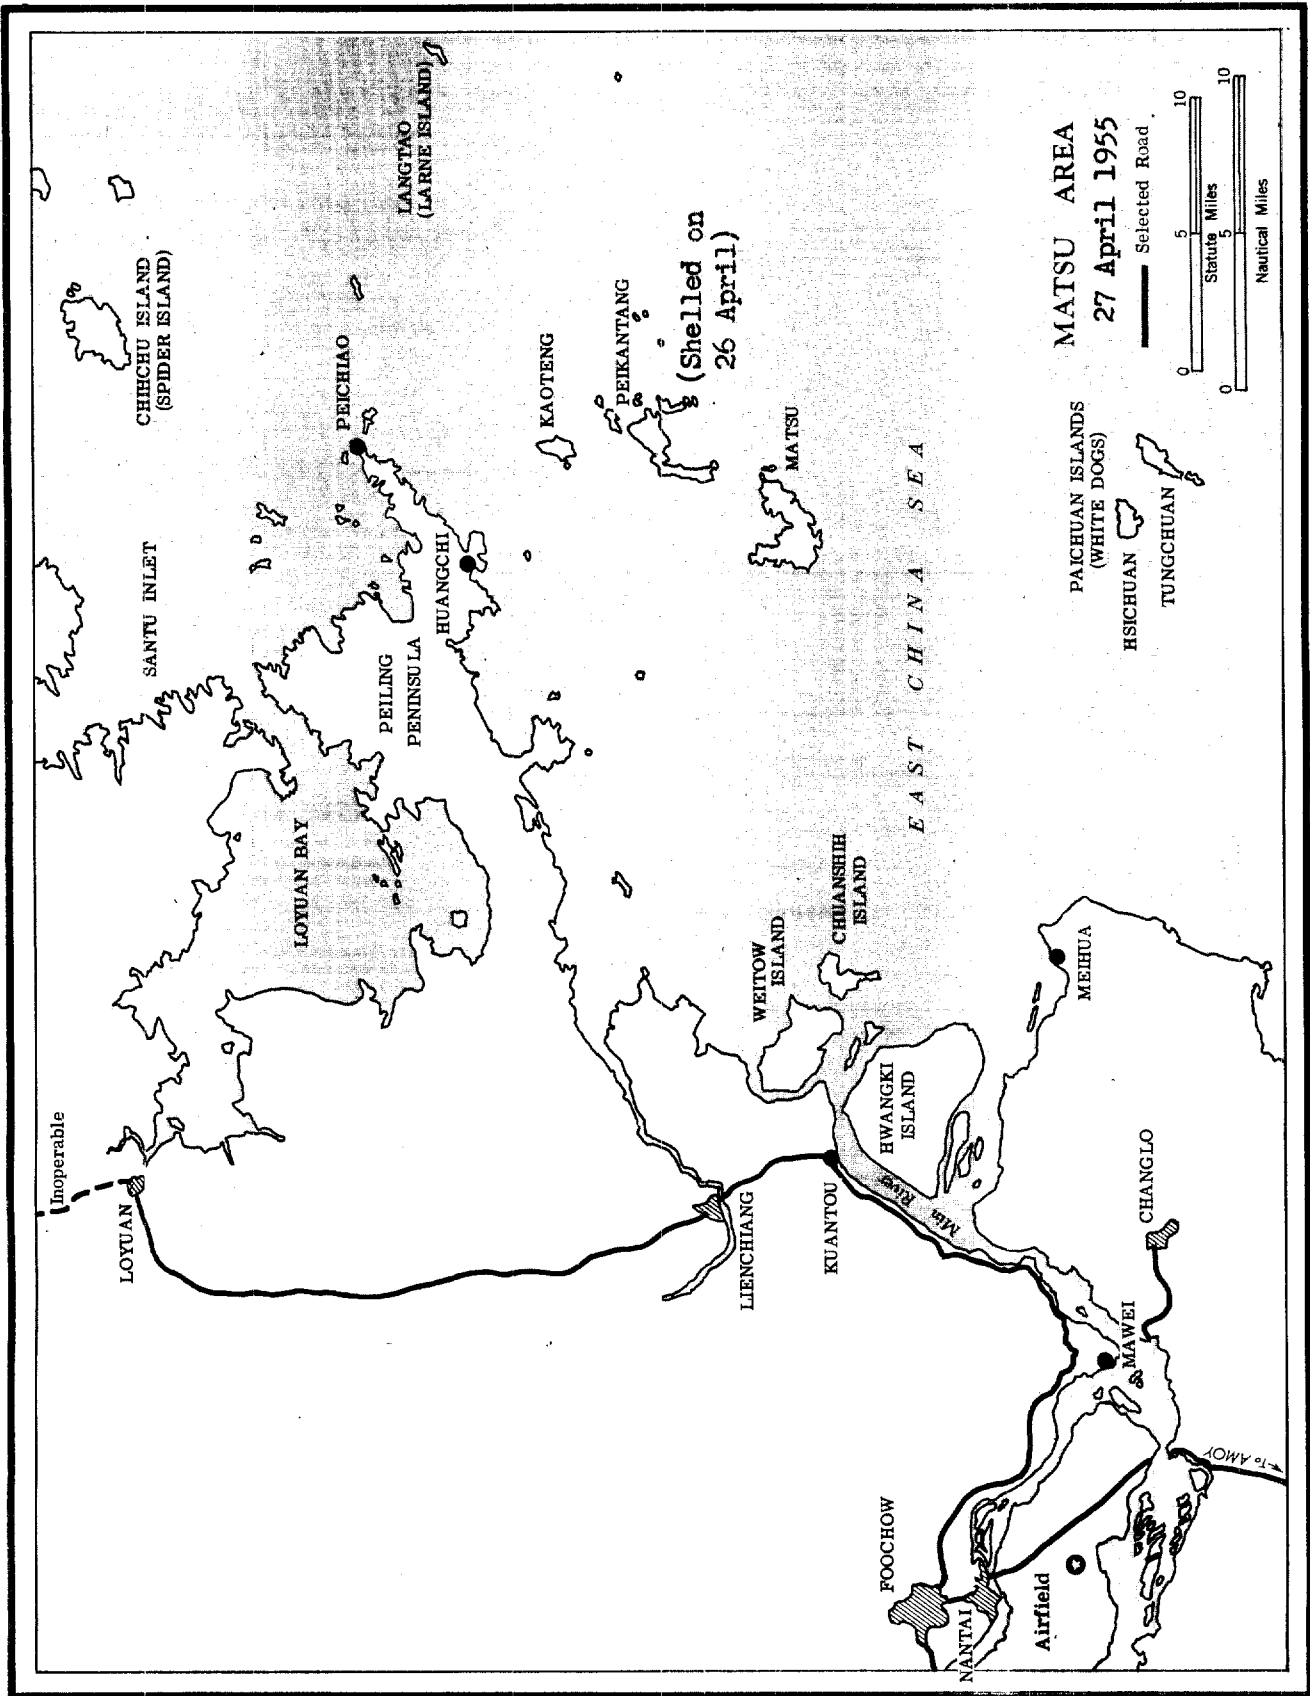 MATSU AREA
27 April 1955
Selected Road
0 5 10
Statute Miles
0 5 10
Nautical Miles
Inoperable
LOYUAN
SANTU INLET
CHIHCHU ISLAND
(SPIDER ISLAND)
LOYUAN BAY
PEICHIAO
LANGTAO
(LARNE ISLAND)
PEILING
PENINSULA
HUANGCHI
KAOTENG
PEIKANTANG
(Shelled on
26 April)
LIENCHIANG
WEITOW
ISLAND
MATSU
KUANTOU
CHUANSHIH
ISLAND
Min River
HWANGKI
ISLAND
EAST CHINA SEA
FOOCHOW
NANTAI
Airfield
MEIHUA
PAICHUAN ISLANDS
(WHITE DOGS)
HSICHUAN
TUNGCHUAN
MAWEI
CHANGLO
To AMOY